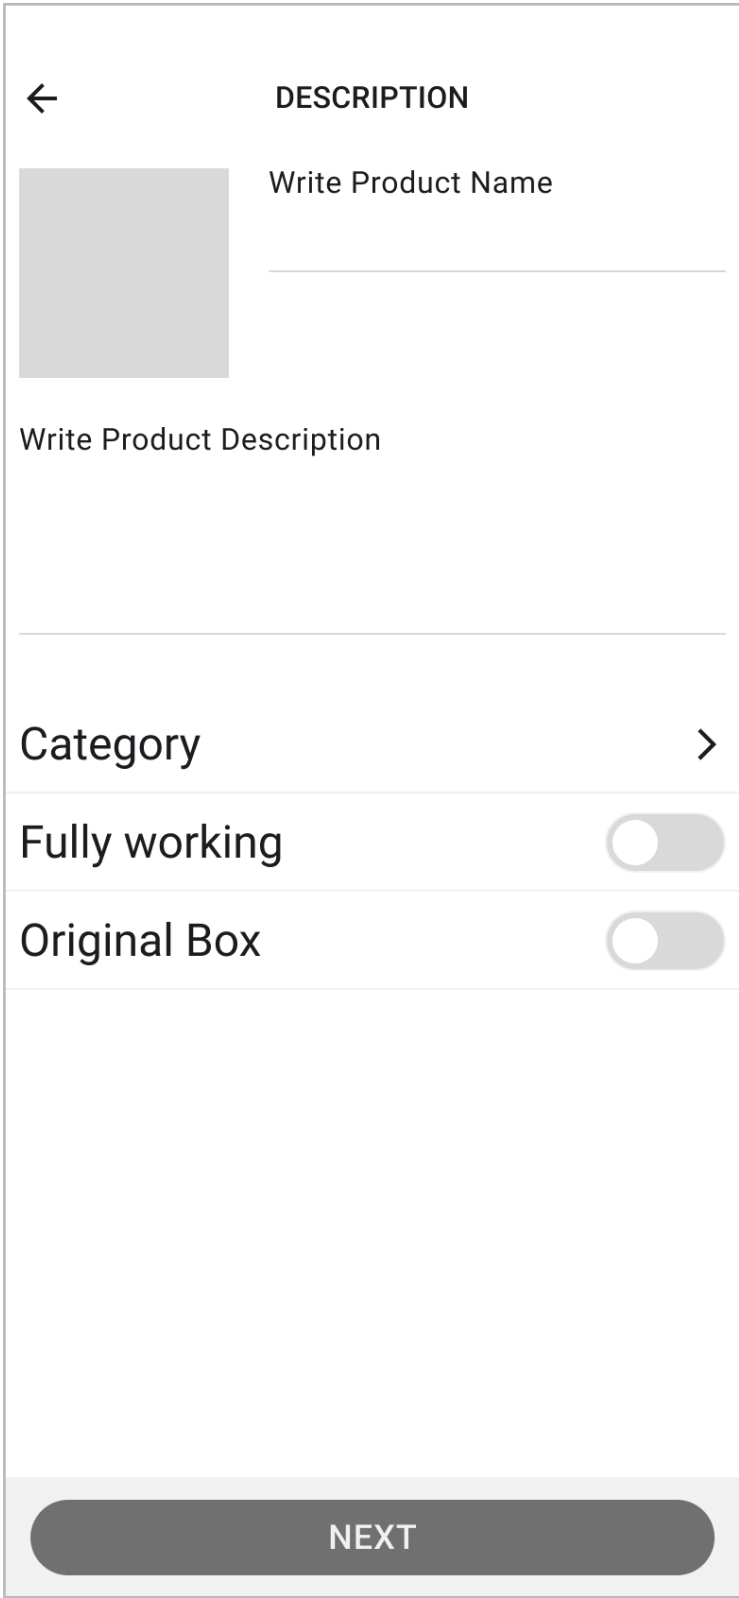 DESCRIPTION
Write Product Name
Write Product Description
Category
Fully working
Original Box
NEXT